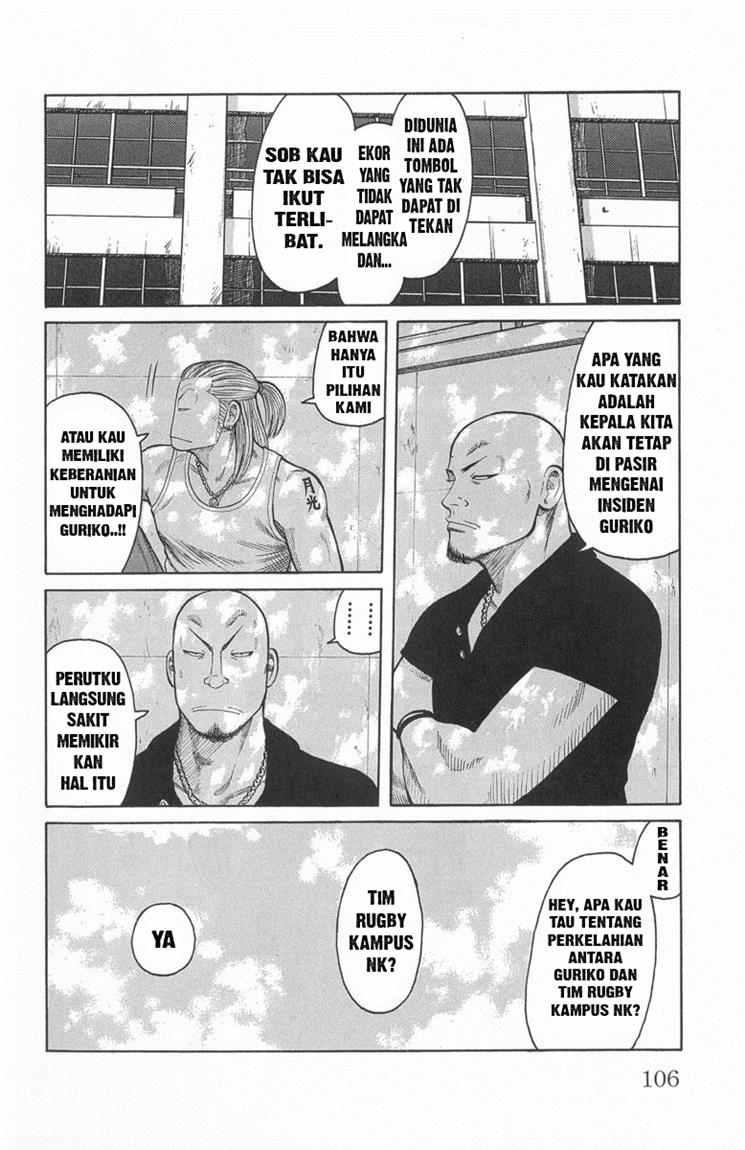 DIDUNIA
INI ADA
TOMBOL
YANG TAK
DAPAT DI
TEKAN
EKOR
YANG
TIDAK
DAPAT
MELANGKA
DAN...
SOB KAU
TAK BISA
IKUT
TERLI-
BAT.
APA YANG
KAU KATAKAN
ADALAH
KEPALA KITA
AKAN TETAP
DI PASIR
MENGENAI
INSIDEN
GURIKO
BAHWA
HANYA
ITU
PILIHAN
KAMI
ATAU KAU
MEMILIKI
KEBERANIAN
UNTUK
MENGHADAPI
GURIKO..!!
月光
......
PERUTKU
LANGSUNG
SAKIT
MEMIKIR
KAN
HAL ITU
BENAR
HEY, APA KAU
TAU TENTANG
PERKELAHIAN
ANTARA
GURIKO DAN
TIM RUGBY
KAMPUS NK?
TIM
RUGBY
KAMPUS
NK?
YA
106